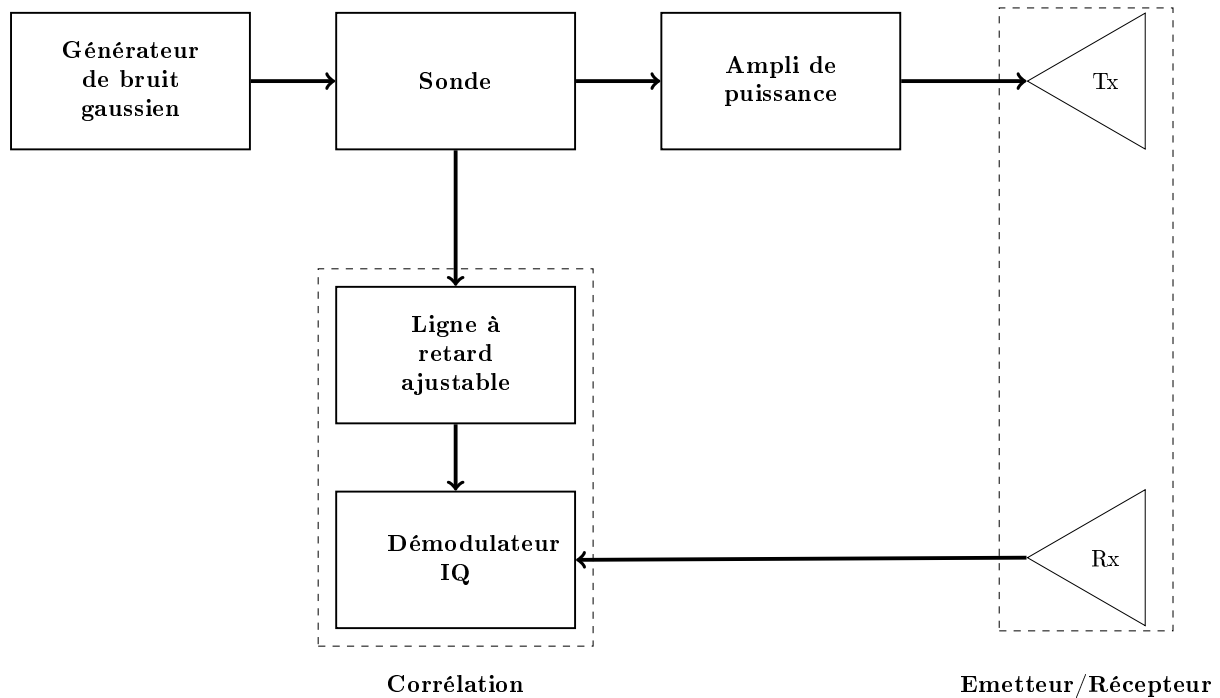 Générateur
de bruit
gaussien
Sonde
Ampli de
puissance
Tx
Ligne à
retard
ajustable
Démodulateur
IQ
Rx
Corrélation
Emetteur/Récepteur